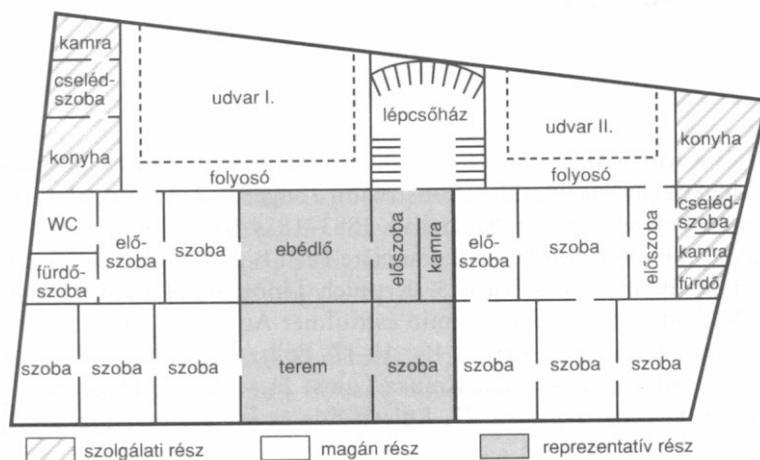 kamra
cseléd-
szoba
konyha
udvar I.
lépcsőház
udvar II.
konyha
folyosó
folyosó
WC
fürdő-
szoba
elő-
szoba
szoba
ebédlő
előszoba
kamra
elő-
szoba
szoba
előszoba
cseléd-
szoba
kamra
fürdő
szoba
szoba
szoba
terem
szoba
szoba
szoba
szoba
szolgálati rész
magán rész
reprezentatív rész